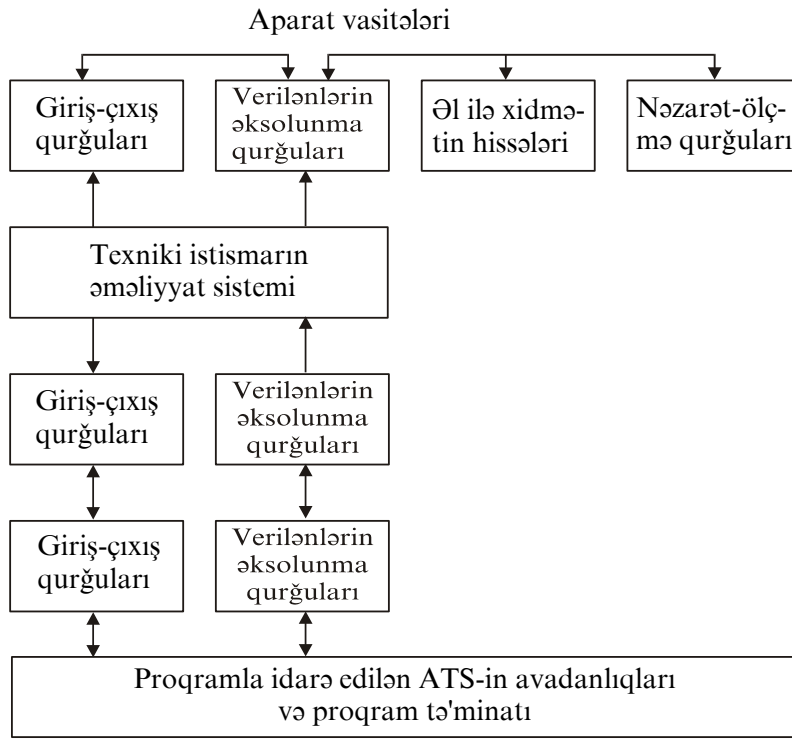 Aparat vasitələri
Giriş-çıxış
qurğuları
Verilənlərin
əksolunma
qurğuları
Əl ilə xidmə-
tin hissələri
Nəzarət-ölç-
mə qurğuları
Texniki istismarın
əməliyyat sistemi
Giriş-çıxış
qurğuları
Verilənlərin
əksolunma
qurğuları
Giriş-çıxış
qurğuları
Verilənlərin
əksolunma
qurğuları
Proqramla idarə edilən ATS-in avadanlıqları
və proqram tə'minatı